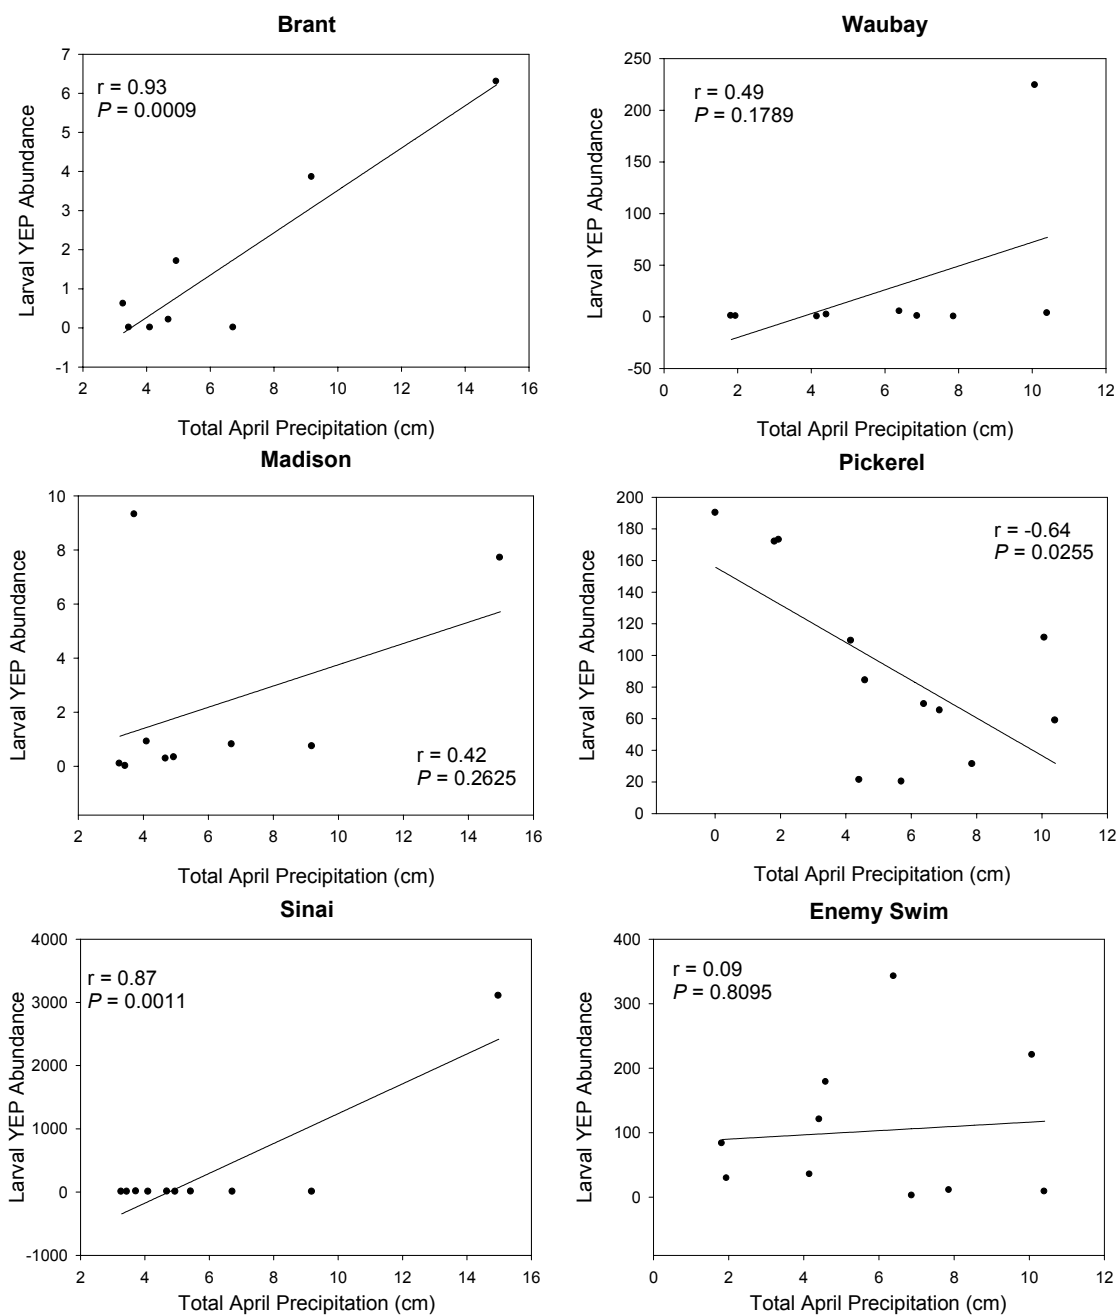 Brant
7
6
5
4
3
2
1
0
-1
r = 0.93
P = 0.0009
Larval YEP Abundance
2 4 6 8 10 12 14 16
Total April Precipitation (cm)
Waubay
250
200
150
100
50
0
-50
r = 0.49
P = 0.1789
Larval YEP Abundance
0 2 4 6 8 10 12
Total April Precipitation (cm)
Madison
10
8
6
4
2
0
r = 0.42
P = 0.2625
Larval YEP Abundance
2 4 6 8 10 12 14 16
Total April Precipitation (cm)
Pickerel
200
180
160
140
120
100
80
60
40
20
0
r = -0.64
P = 0.0255
Larval YEP Abundance
0 2 4 6 8 10 12
Total April Precipitation (cm)
Sinai
4000
3000
2000
1000
0
-1000
r = 0.87
P = 0.0011
Larval YEP Abundance
2 4 6 8 10 12 14 16
Total April Precipitation (cm)
Enemy Swim
400
300
200
100
0
r = 0.09
P = 0.8095
Larval YEP Abundance
0 2 4 6 8 10 12
Total April Precipitation (cm)